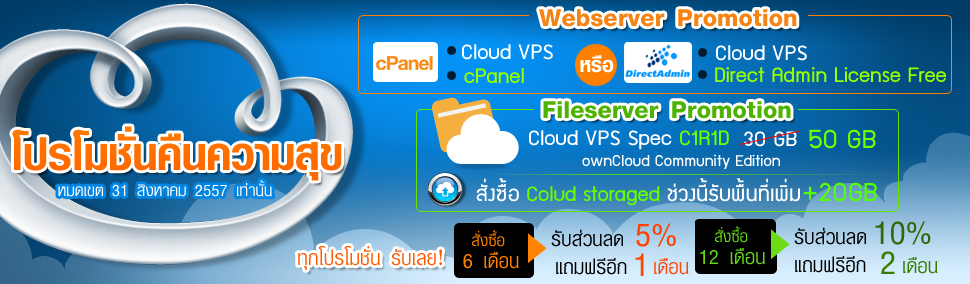 โปรโมชั่นคืนความสุข
หมดเขต 31 สิงหาคม 2557 เท่านั้น
Webserver Promotion
cPanel
• Cloud VPS
• cPanel
หรือ
DirectAdmin
• Cloud VPS
• Direct Admin License Free
Fileserver Promotion
Cloud VPS Spec C1R1D 30 GB 50 GB
ownCloud Community Edition
สั่งซื้อ Colud storaged ช่วงนี้รับพื้นที่เพิ่ม +20GB
ทุกโปรโมชั่น รับเลย!
สั่งซื้อ
6 เดือน
รับส่วนลด 5%
แถมฟรีอีก 1 เดือน
สั่งซื้อ
12 เดือน
รับส่วนลด 10%
แถมฟรีอีก 2 เดือน